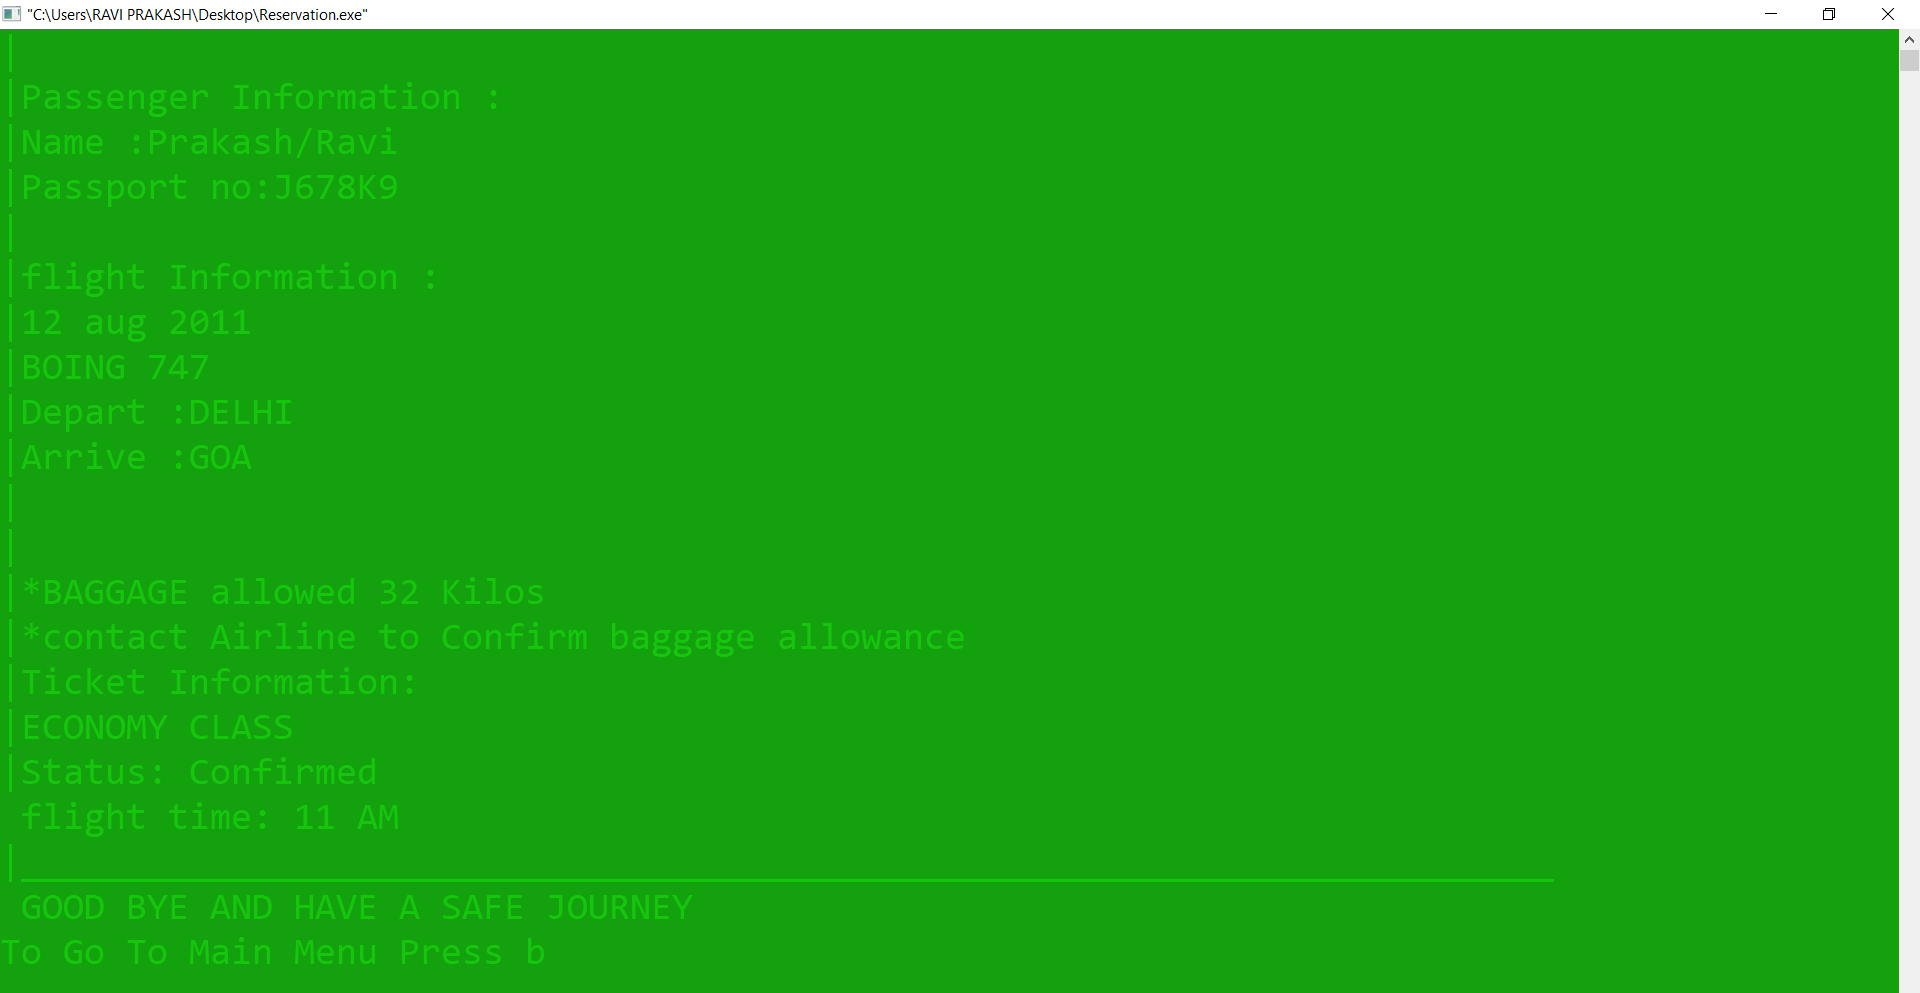 "C:\Users\RAVI PRAKASH\Desktop\Reservation.exe"
|
|Passenger Information :
|Name :Prakash/Ravi
|Passport no:J678K9
|
|flight Information :
|12 aug 2011
|BOING 747
|Depart :DELHI
|Arrive :GOA
|
|
|*BAGGAGE allowed 32 Kilos
|*contact Airline to Confirm baggage allowance
|Ticket Information:
|ECONOMY CLASS
|Status: Confirmed
flight time: 11 AM
|_________________________________________________________________________
GOOD BYE AND HAVE A SAFE JOURNEY
To Go To Main Menu Press b